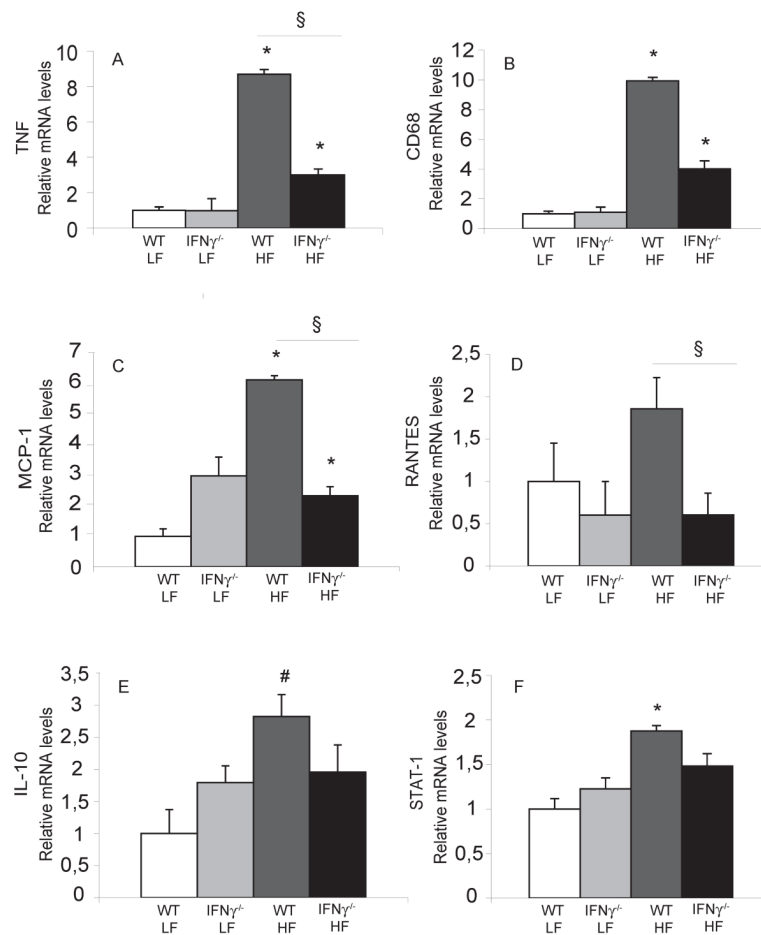 §
A
TNF
Relative mRNA levels
10
8
6
4
2
0
*
*
WT LF
IFNγ-/- LF
WT HF
IFNγ-/- HF
B
CD68
Relative mRNA levels
12
10
8
6
4
2
0
*
*
WT LF
IFNγ-/- LF
WT HF
IFNγ-/- HF
§
C
MCP-1
Relative mRNA levels
7
6
5
4
3
2
1
0
*
*
WT LF
IFNγ-/- LF
WT HF
IFNγ-/- HF
§
D
RANTES
Relative mRNA levels
2,5
2
1,5
1
0,5
0
WT LF
IFNγ-/- LF
WT HF
IFNγ-/- HF
E
IL-10
Relative mRNA levels
3,5
3
2,5
2
1,5
1
0,5
0
#
WT LF
IFNγ-/- LF
WT HF
IFNγ-/- HF
F
STAT-1
Relative mRNA levels
2,5
2
1,5
1
0,5
0
*
WT LF
IFNγ-/- LF
WT HF
IFNγ-/- HF